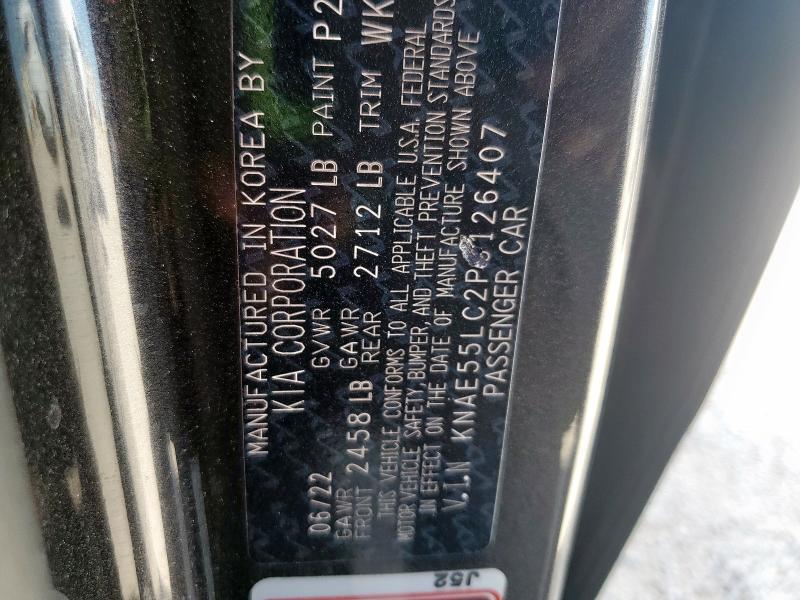 MANUFACTURED IN KOREA BY
KIA CORPORATION
06/22 GVWR 5027 LB PAINT P2
GAWR FRONT 2458 LB GAWR REAR 2712 LB TRIM WK
THIS VEHICLE CONFORMS TO ALL APPLICABLE U.S.A. FEDERAL
MOTOR VEHICLE SAFETY, BUMPER, AND THEFT PREVENTION STANDARDS
IN EFFECT ON THE DATE OF MANUFACTURE SHOWN ABOVE
V.I.N KNAE55LC2P6126407
PASSENGER CAR
J52